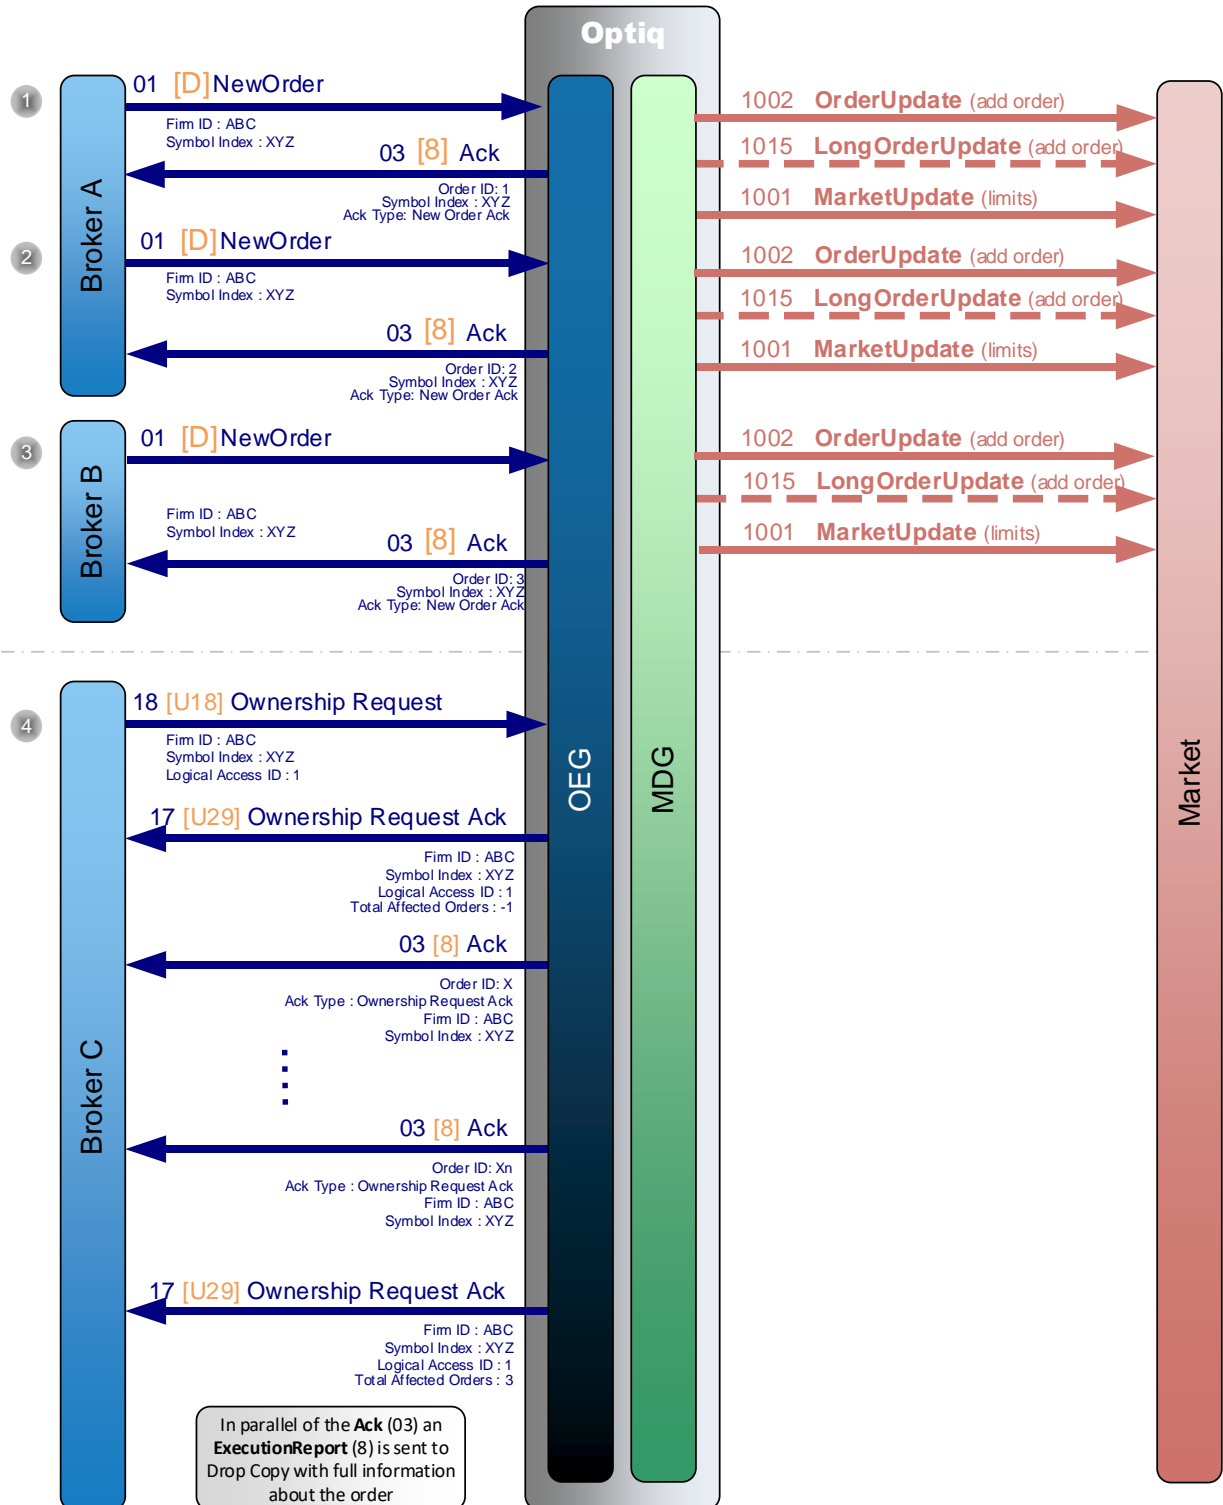 Optiq
1
Broker A
01 [D]NewOrder
Firm ID : ABC
Symbol Index : XYZ
03 [8] Ack
Order ID: 1
Symbol Index : XYZ
Ack Type: New Order Ack
1002 OrderUpdate (add order)
1015 LongOrderUpdate (add order)
1001 MarketUpdate (limits)
2
01 [D]NewOrder
Firm ID : ABC
Symbol Index : XYZ
03 [8] Ack
Order ID: 2
Symbol Index : XYZ
Ack Type: New Order Ack
1002 OrderUpdate (add order)
1015 LongOrderUpdate (add order)
1001 MarketUpdate (limits)
3
Broker B
01 [D]NewOrder
Firm ID : ABC
Symbol Index : XYZ
03 [8] Ack
Order ID: 3
Symbol Index : XYZ
Ack Type: New Order Ack
1002 OrderUpdate (add order)
1015 LongOrderUpdate (add order)
1001 MarketUpdate (limits)
OEG
MDG
Market
4
Broker C
18 [U18] Ownership Request
Firm ID : ABC
Symbol Index : XYZ
Logical Access ID : 1
17 [U29] Ownership Request Ack
Firm ID : ABC
Symbol Index : XYZ
Logical Access ID : 1
Total Affected Orders : -1
03 [8] Ack
Order ID: X
Ack Type : Ownership Request Ack
Firm ID : ABC
Symbol Index : XYZ
03 [8] Ack
Order ID: Xn
Ack Type : Ownership Request Ack
Firm ID : ABC
Symbol Index : XYZ
17 [U29] Ownership Request Ack
Firm ID : ABC
Symbol Index : XYZ
Logical Access ID : 1
Total Affected Orders : 3
In parallel of the Ack (03) an
ExecutionReport (8) is sent to
Drop Copy with full information
about the order